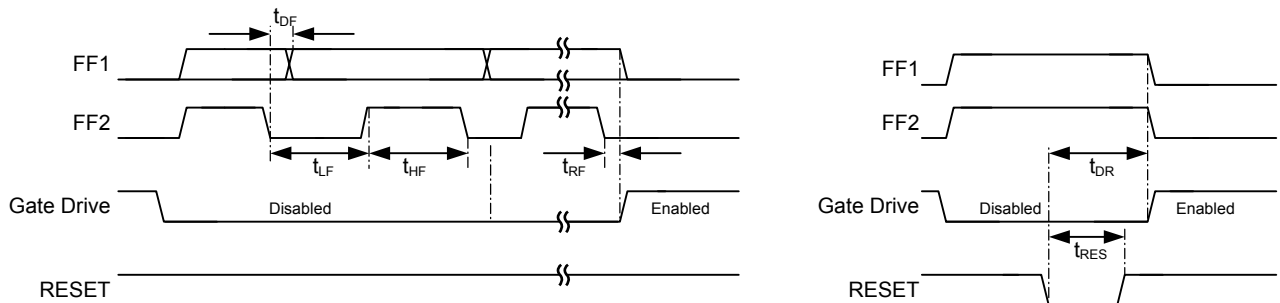 tDF
FF1
FF2
tLF
tHF
tRF
Gate Drive
Disabled
Enabled
RESET
FF1
FF2
tDR
Gate Drive
Disabled
Enabled
tRES
RESET